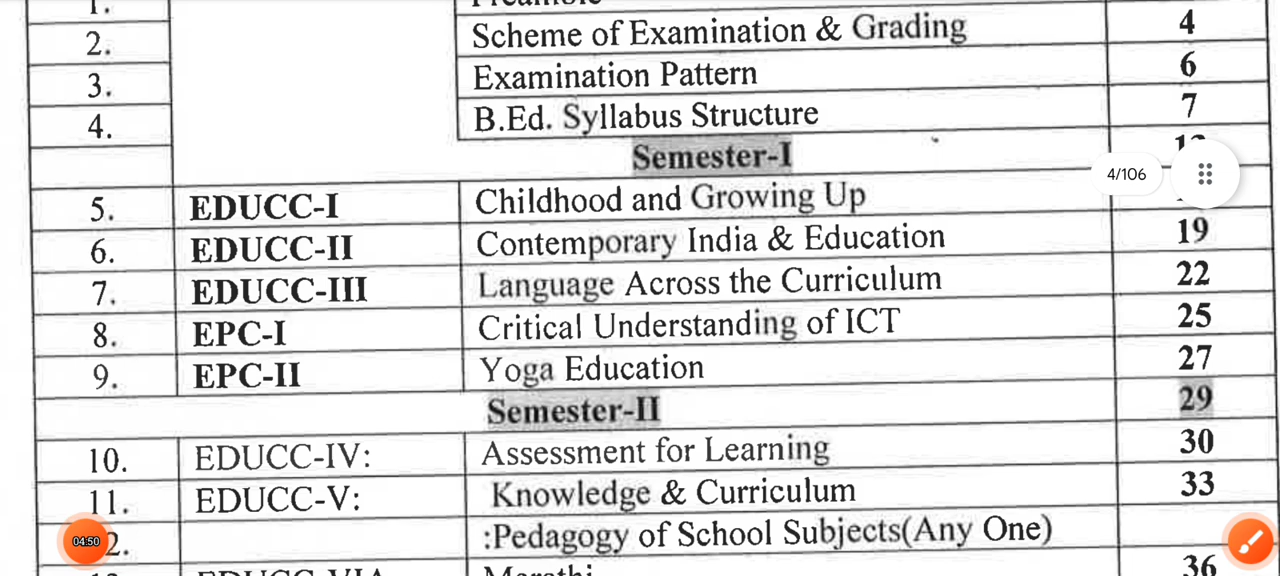 1. Preamble
2. Scheme of Examination & Grading 4
3. Examination Pattern 6
4. B.Ed. Syllabus Structure 7
Semester-I
4/106
5. EDUCC-I Childhood and Growing Up
6. EDUCC-II Contemporary India & Education 19
7. EDUCC-III Language Across the Curriculum 22
8. EPC-I Critical Understanding of ICT 25
9. EPC-II Yoga Education 27
Semester-II 29
10. EDUCC-IV: Assessment for Learning 30
11. EDUCC-V: Knowledge & Curriculum 33
04:50 2. :Pedagogy of School Subjects(Any One)
Marathi 36